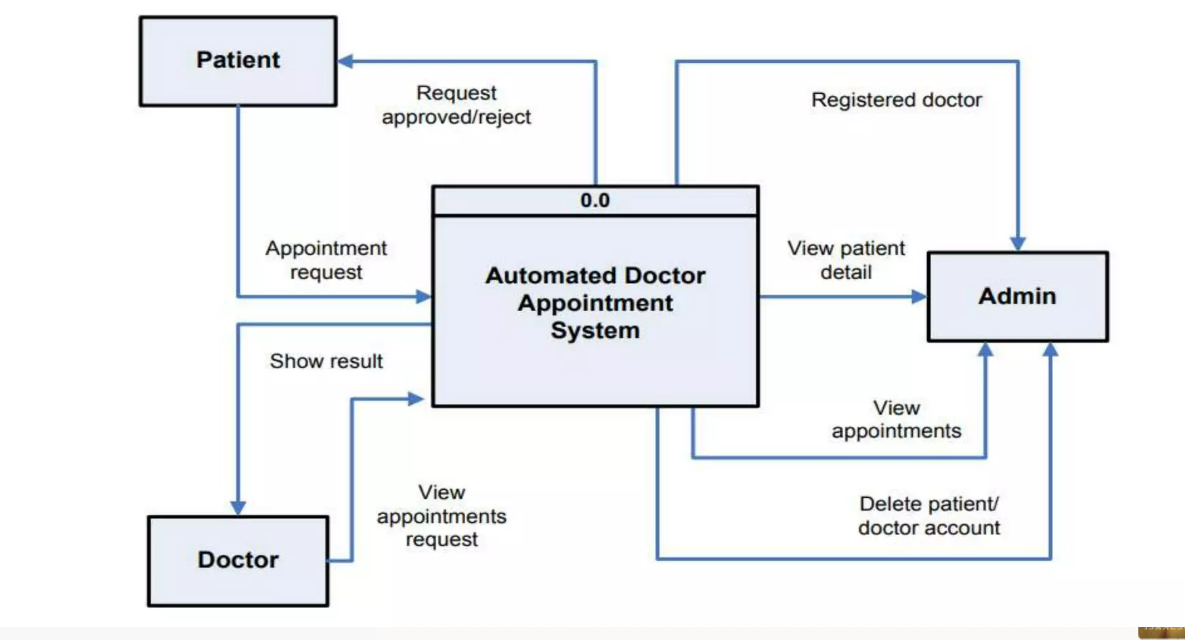 Patient
Request
approved/reject
Registered doctor
0.0
Appointment
request
Automated Doctor
Appointment
System
View patient
detail
Admin
Show result
View
appointments
View
appointments
request
Delete patient/
doctor account
Doctor